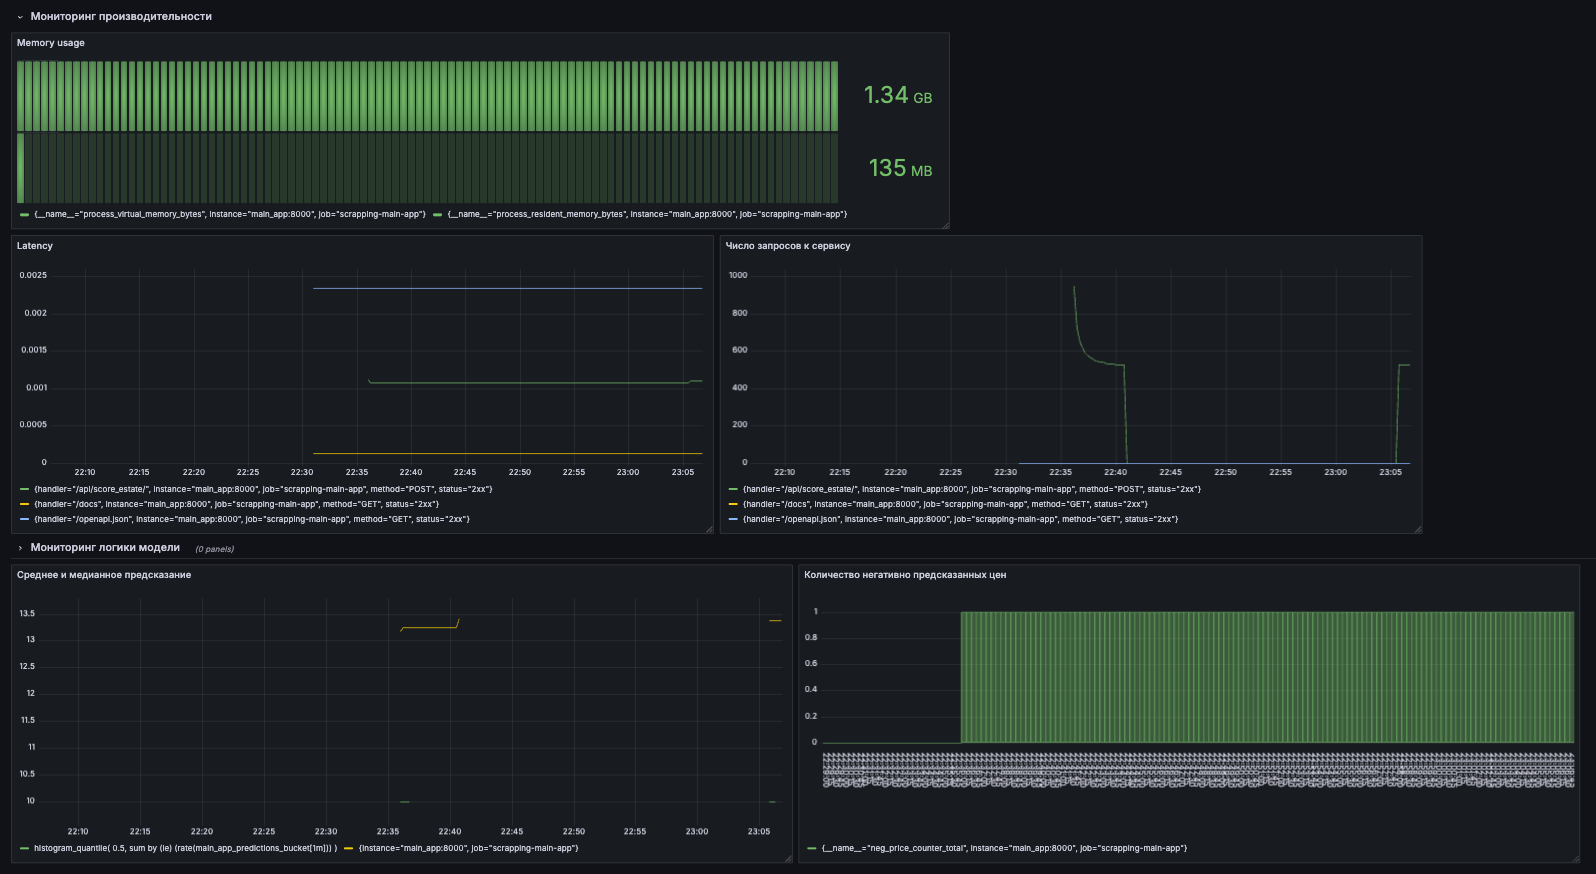 Мониторинг производительности
Memory usage
1.34 GB
135 MB
{__name__="process_virtual_memory_bytes", instance="main_app:8000", job="scrapping-main-app"} {__name__="process_resident_memory_bytes", instance="main_app:8000", job="scrapping-main-app"}
Latency
0.0025
0.002
0.0015
0.001
0.0005
0
22:10 22:15 22:20 22:25 22:30 22:35 22:40 22:45 22:50 22:55 23:00 23:05
{handler="/api/score_estate/", instance="main_app:8000", job="scrapping-main-app", method="POST", status="2xx"}
{handler="/docs", instance="main_app:8000", job="scrapping-main-app", method="GET", status="2xx"}
{handler="/openapi.json", instance="main_app:8000", job="scrapping-main-app", method="GET", status="2xx"}
Число запросов к сервису
1000
800
600
400
200
0
22:10 22:15 22:20 22:25 22:30 22:35 22:40 22:45 22:50 22:55 23:00 23:05
{handler="/api/score_estate/", instance="main_app:8000", job="scrapping-main-app", method="POST", status="2xx"}
{handler="/docs", instance="main_app:8000", job="scrapping-main-app", method="GET", status="2xx"}
{handler="/openapi.json", instance="main_app:8000", job="scrapping-main-app", method="GET", status="2xx"}
Мониторинг логики модели (0 panels)
Среднее и медианное предсказание
13.5
13
12.5
12
11.5
11
10.5
10
22:10 22:15 22:20 22:25 22:30 22:35 22:40 22:45 22:50 22:55 23:00 23:05
histogram_quantile( 0.5, sum by (le) (rate(main_app_predictions_bucket[1m])) ) {instance="main_app:8000", job="scrapping-main-app"}
Количество негативно предсказанных цен
1
0.8
0.6
0.4
0.2
0
{__name__="neg_price_counter_total", instance="main_app:8000", job="scrapping-main-app"}